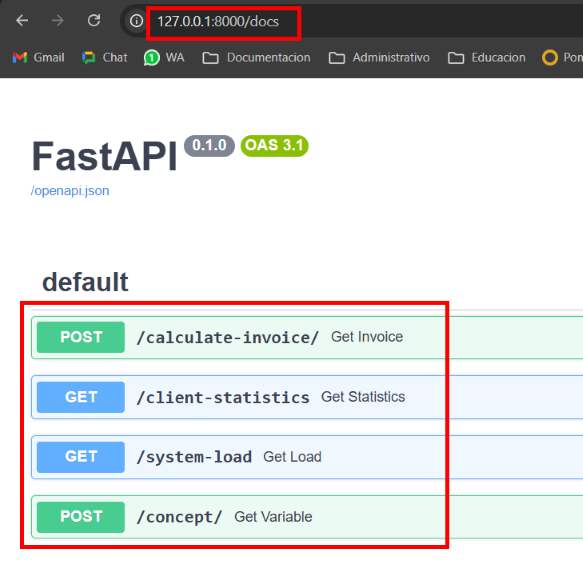 127.0.0.1:8000/docs
Gmail Chat 1 WA Documentacion Administrativo Educacion
FastAPI 0.1.0 OAS 3.1
/openapi.json
default
POST /calculate-invoice/ Get Invoice
GET /client-statistics Get Statistics
GET /system-load Get Load
POST /concept/ Get Variable